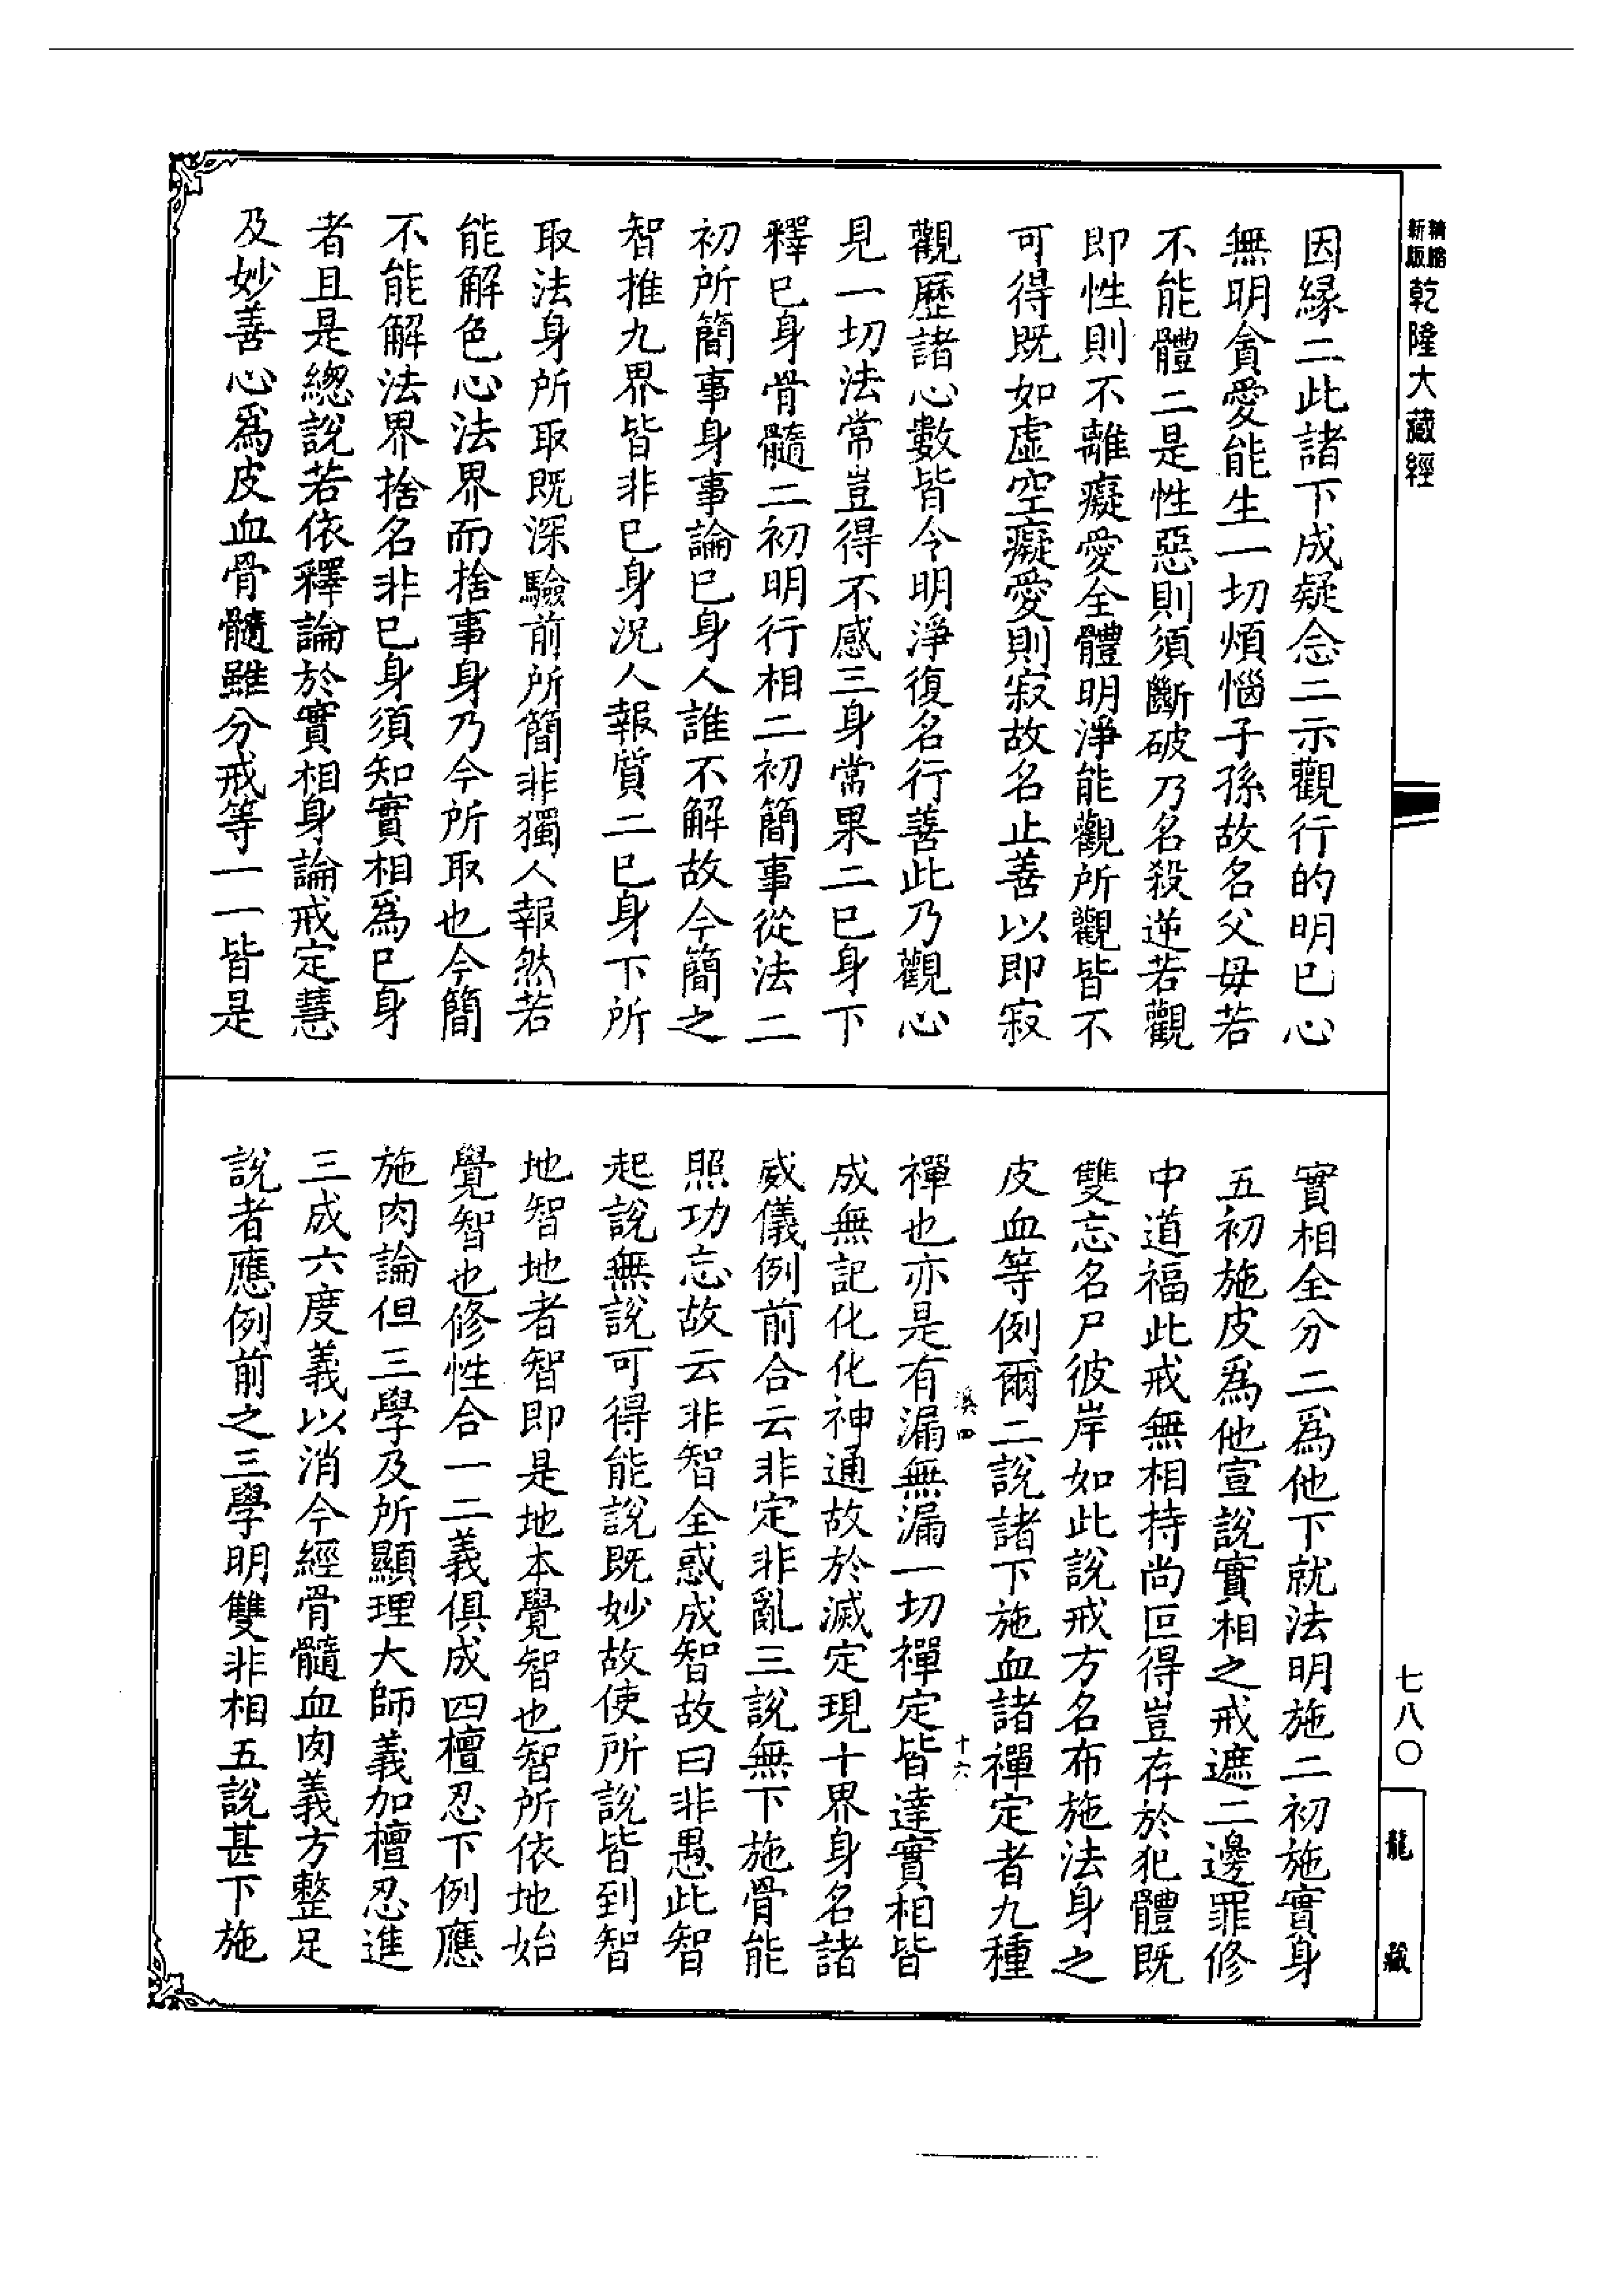 新版精縮乾隆大藏經
因緣二此諸下成疑念二示觀行的明已心
無明貪愛能生一切煩惱子孫故名父母若
不能體二是性惡則須斷破乃名殺逆若觀
即性則不離癡愛全體明淨能觀所觀皆不
可得既如虛空癡愛則寂故名止善以即寂
觀歷諸心數皆今明淨復名行善此乃觀心
見一切法常豈得不感三身常果二已身下
釋已身骨髓二初明行相二初簡事從法二
初所簡事身事論已身人誰不解故今簡之
智推九界皆非已身況人報質二已身下所
取法身所取既深驗前所簡非獨人報然若
能解色心法界而捨事身乃今所取也今簡
不能解法界捨名非已身須知實相為已身
者且是總說若依釋論於實相身論戒定慧
及妙善心為皮血骨髓雖分戒等一一皆是
實相全分二為他下就法明施二初施實身
五初施皮為他宣說實相之戒遮二邊罪修
中道福此戒無相持尚叵得豈存於犯體既
雙忘名尸彼岸如此說戒方名布施法身之
皮血等例爾二說諸下施血諸禪定者九種
溪四 十六
禪也亦是有漏無漏一切禪定皆達實相皆
成無記化化神通故於滅定現十界身名諸
威儀例前合云非定非亂三說無下施骨能
照功忘故云非智全惑成智故曰非愚此智
起說無說可得能說既妙故使所說皆到智
地智地者智即是地本覺智也智所依地始
覺智也修性合一二義俱成四檀忍下例應
施肉論但三學及所顯理大師義加檀忍進
三成六度義以消今經骨髓血肉義方整足
說者應例前之三學明雙非相五說甚下施
七八〇
龍藏